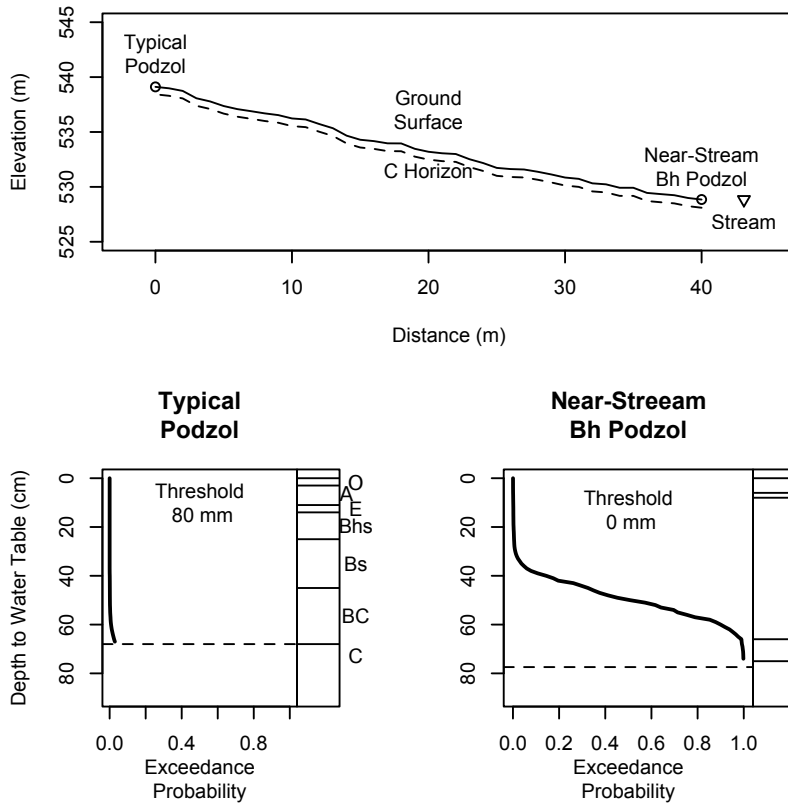 545
540
535
530
525
Elevation (m)
Typical
Podzol
Ground
Surface
C Horizon
Near-Stream
Bh Podzol
Stream
0
10
20
30
40
Distance (m)
Typical
Podzol
Depth to Water Table (cm)
0
20
40
60
80
Threshold
80 mm
O
A
E
Bhs
Bs
BC
C
0.0
0.4
0.8
Exceedance
Probability
Near-Streeam
Bh Podzol
0
20
40
60
80
Threshold
0 mm
0.0
0.2
0.4
0.6
0.8
1.0
Exceedance
Probability